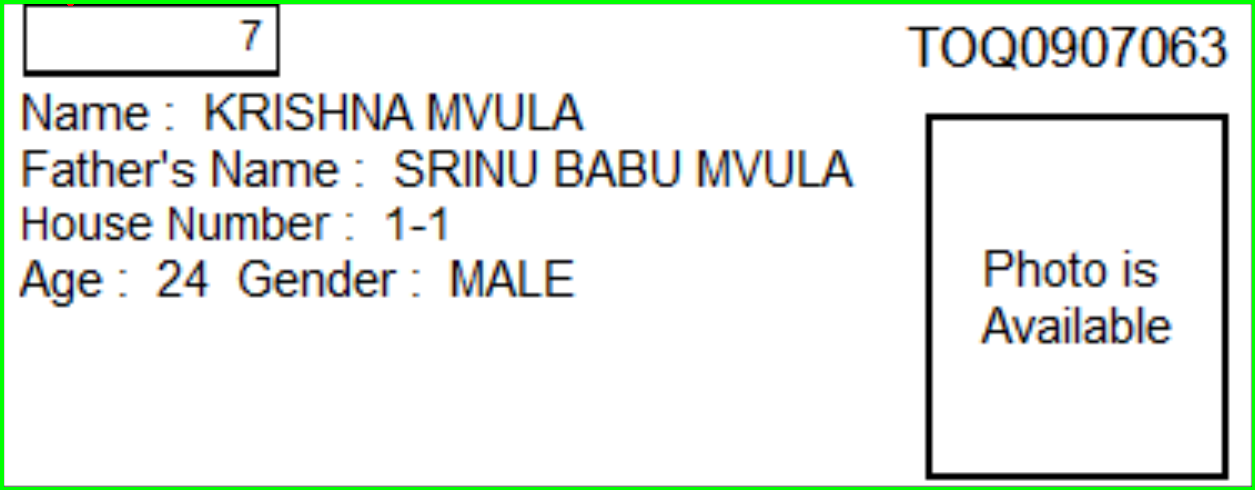 7
TOQ0907063
Name : KRISHNA MVULA
Father's Name : SRINU BABU MVULA
House Number : 1-1
Age : 24 Gender : MALE
Photo is
Available